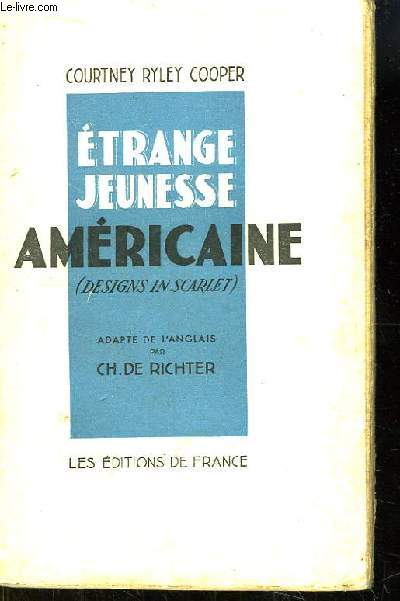 Le-livre.com
COURTNEY RYLEY COOPER
ÉTRANGE
JEUNESSE
AMÉRICAINE
(DESIGNS IN SCARLET)
ADAPTÉ DE L'ANGLAIS
PAR
CH. DE RICHTER
LES ÉDITIONS DE FRANCE